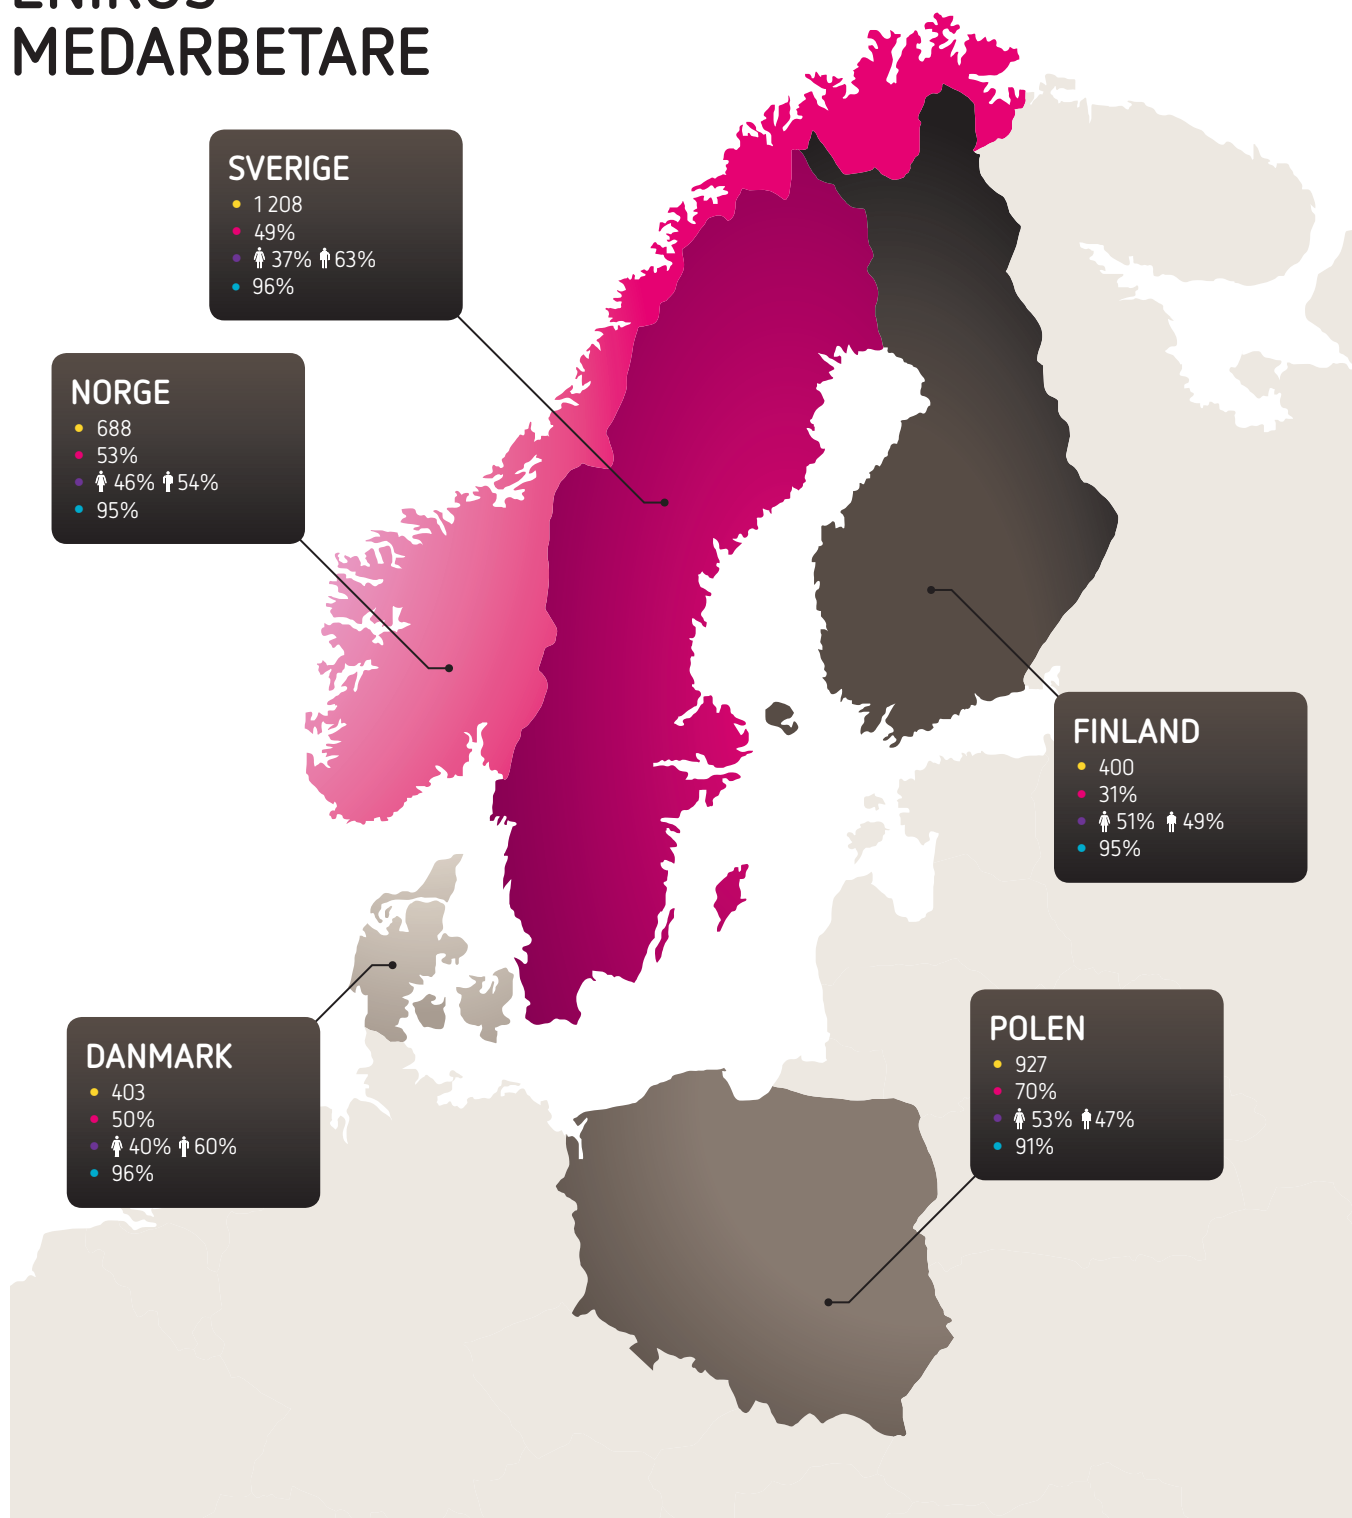 ENIROS
MEDARBETARE
SVERIGE
1 208
49%
37% 63%
96%
NORGE
688
53%
46% 54%
95%
FINLAND
400
31%
51% 49%
95%
DANMARK
403
50%
40% 60%
96%
POLEN
927
70%
53% 47%
91%